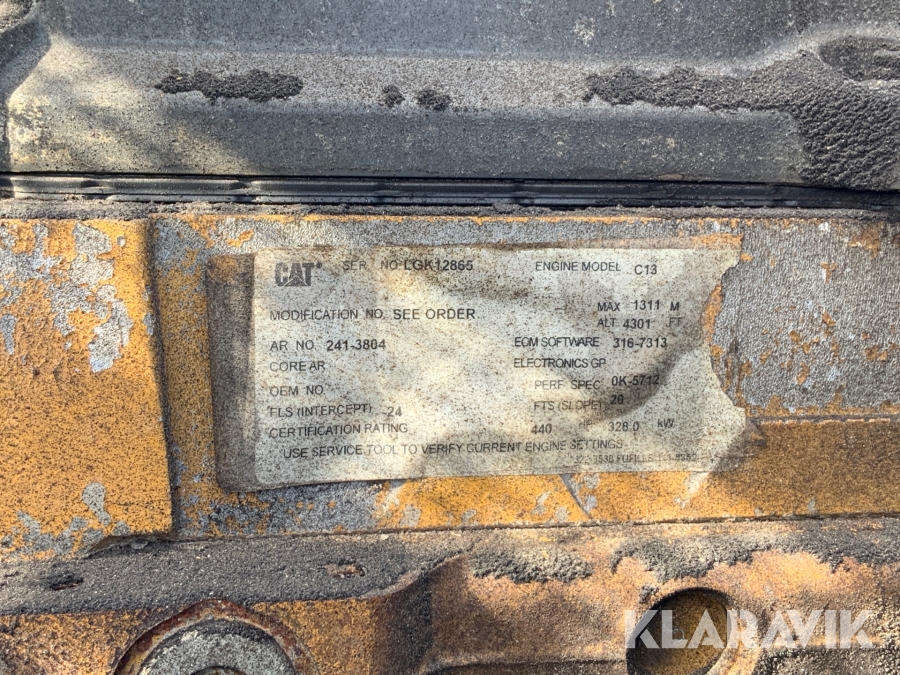 CAT SER NO LGK12865 ENGINE MODEL C13
MAX 1311 M
MODIFICATION NO. SEE ORDER ALT 4301 FT
AR NO. 241-3804 ECM SOFTWARE 316-7313
CORE AR ELECTRONICS GP
OEM NO. PERF SPEC 0K-5712
FLS (INTERCEPT) -24 FTS (SLOPE) 20
CERTIFICATION RATING 440 HP 328.0 kW
USE SERVICE TOOL TO VERIFY CURRENT ENGINE SETTINGS
KLARAVIK